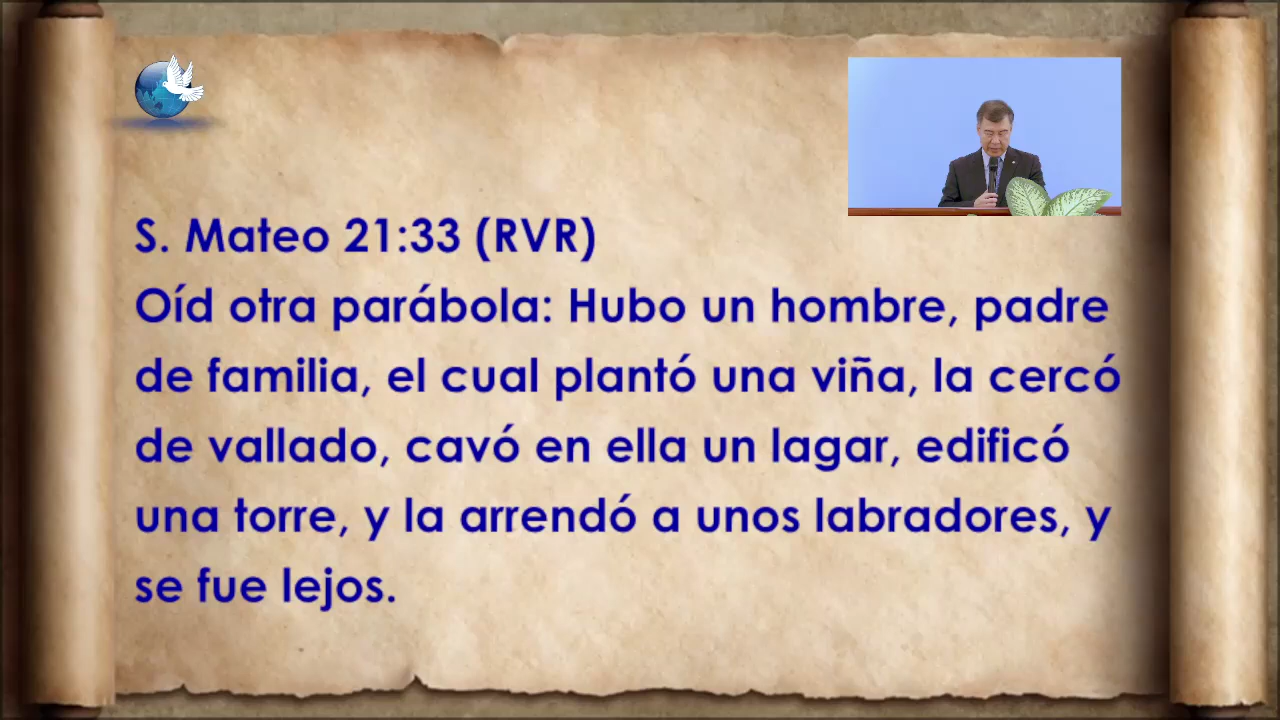 S. Mateo 21:33 (RVR)
Oíd otra parábola: Hubo un hombre, padre
de familia, el cual plantó una viña, la cercó
de vallado, cavó en ella un lagar, edificó
una torre, y la arrendó a unos labradores, y
se fue lejos.